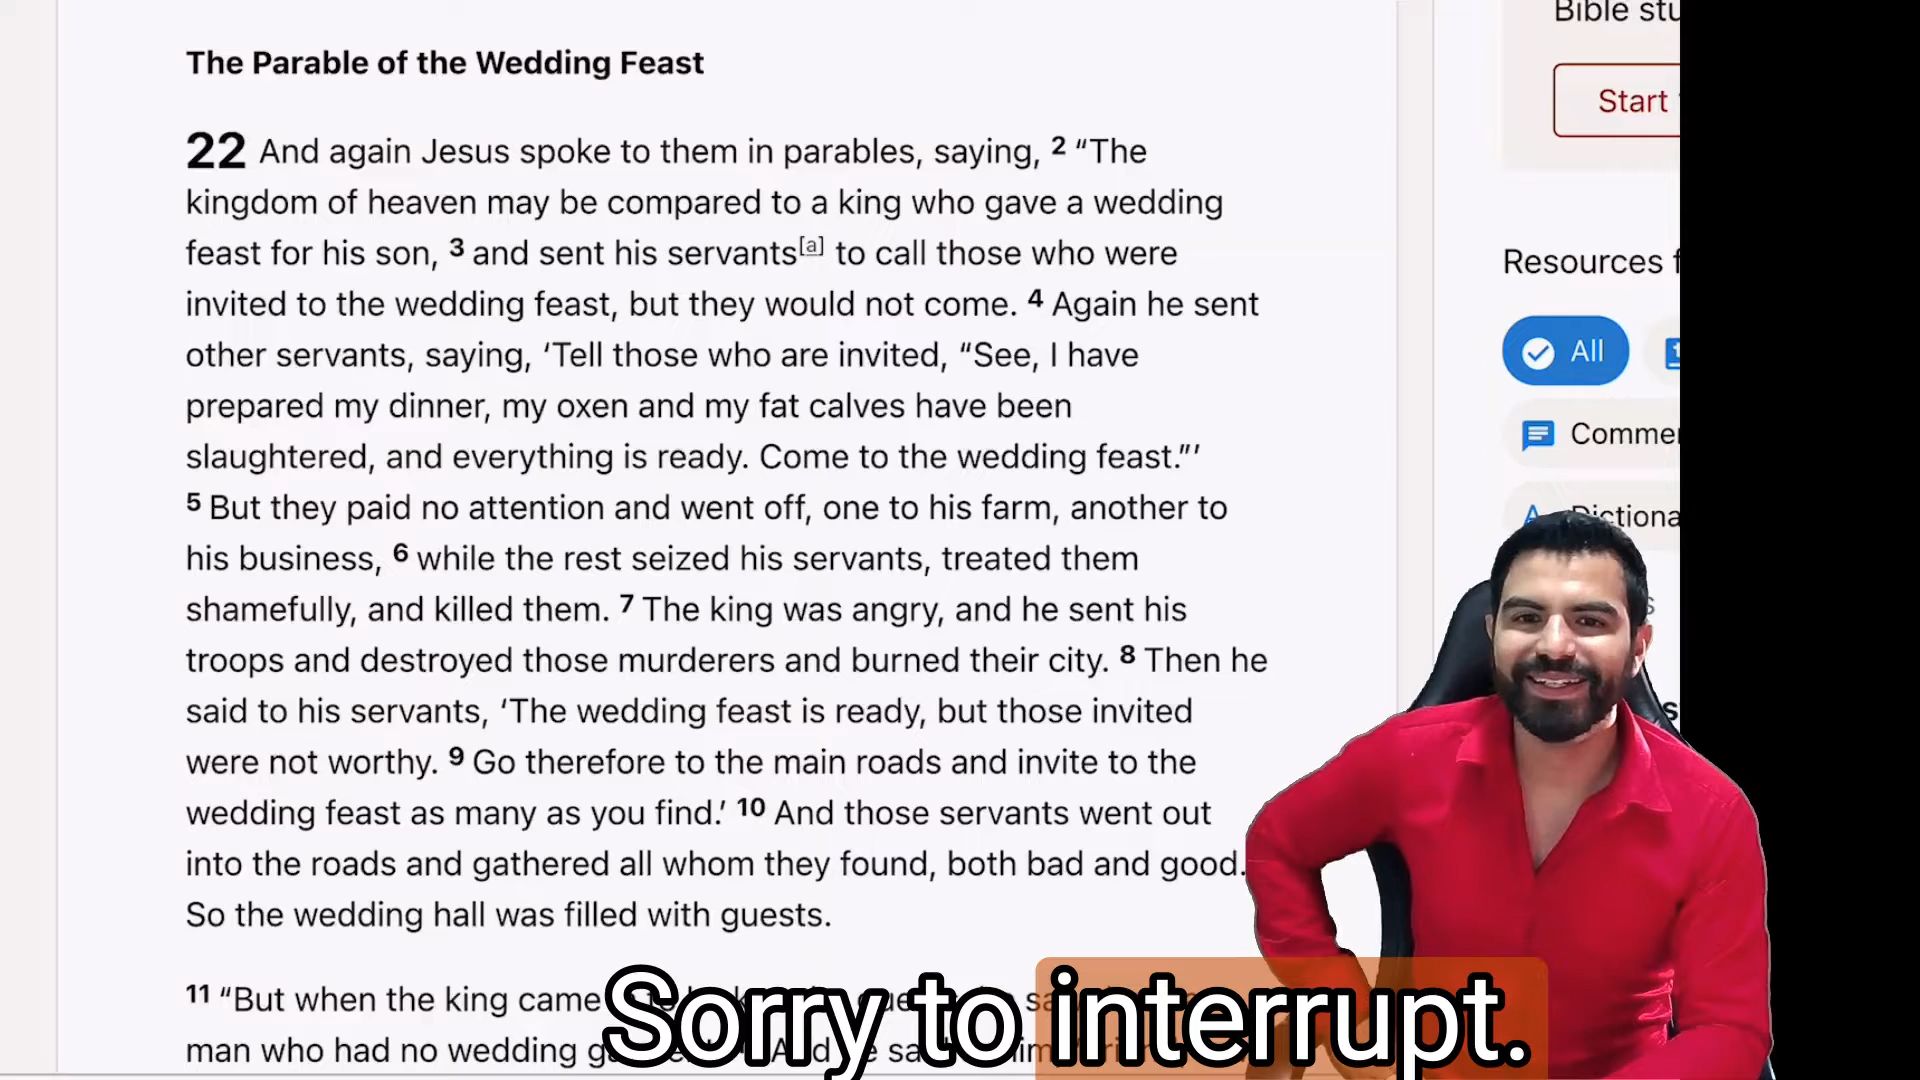 The Parable of the Wedding Feast
22 And again Jesus spoke to them in parables, saying, 2 “The
kingdom of heaven may be compared to a king who gave a wedding
feast for his son, 3 and sent his servants[a] to call those who were
invited to the wedding feast, but they would not come. 4 Again he sent
other servants, saying, ‘Tell those who are invited, “See, I have
prepared my dinner, my oxen and my fat calves have been
slaughtered, and everything is ready. Come to the wedding feast.”’
5 But they paid no attention and went off, one to his farm, another to
his business, 6 while the rest seized his servants, treated them
shamefully, and killed them. 7 The king was angry, and he sent his
troops and destroyed those murderers and burned their city. 8 Then he
said to his servants, ‘The wedding feast is ready, but those invited
were not worthy. 9 Go therefore to the main roads and invite to the
wedding feast as many as you find.’ 10 And those servants went out
into the roads and gathered all whom they found, both bad and good.
So the wedding hall was filled with guests.
11 “But when the king came
man who had no wedding
Sorry to interrupt.
Bible
Start
Resources
All